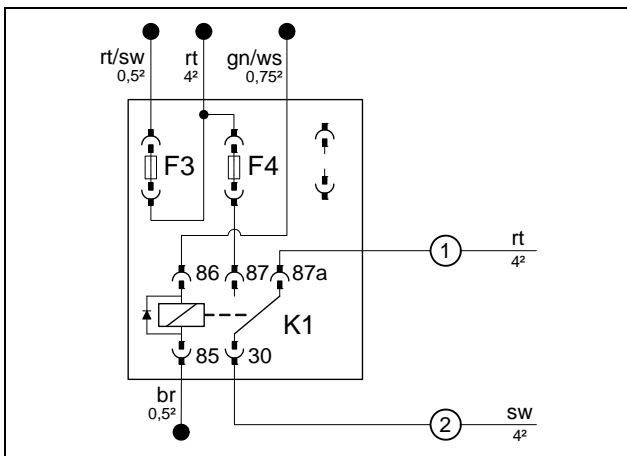 rt/sw rt gn/ws
0,5² 4² 0,75²
F3 F4
1 rt
4²
86 87 87a
K1
85 30
br
0,5²
2 sw
4²